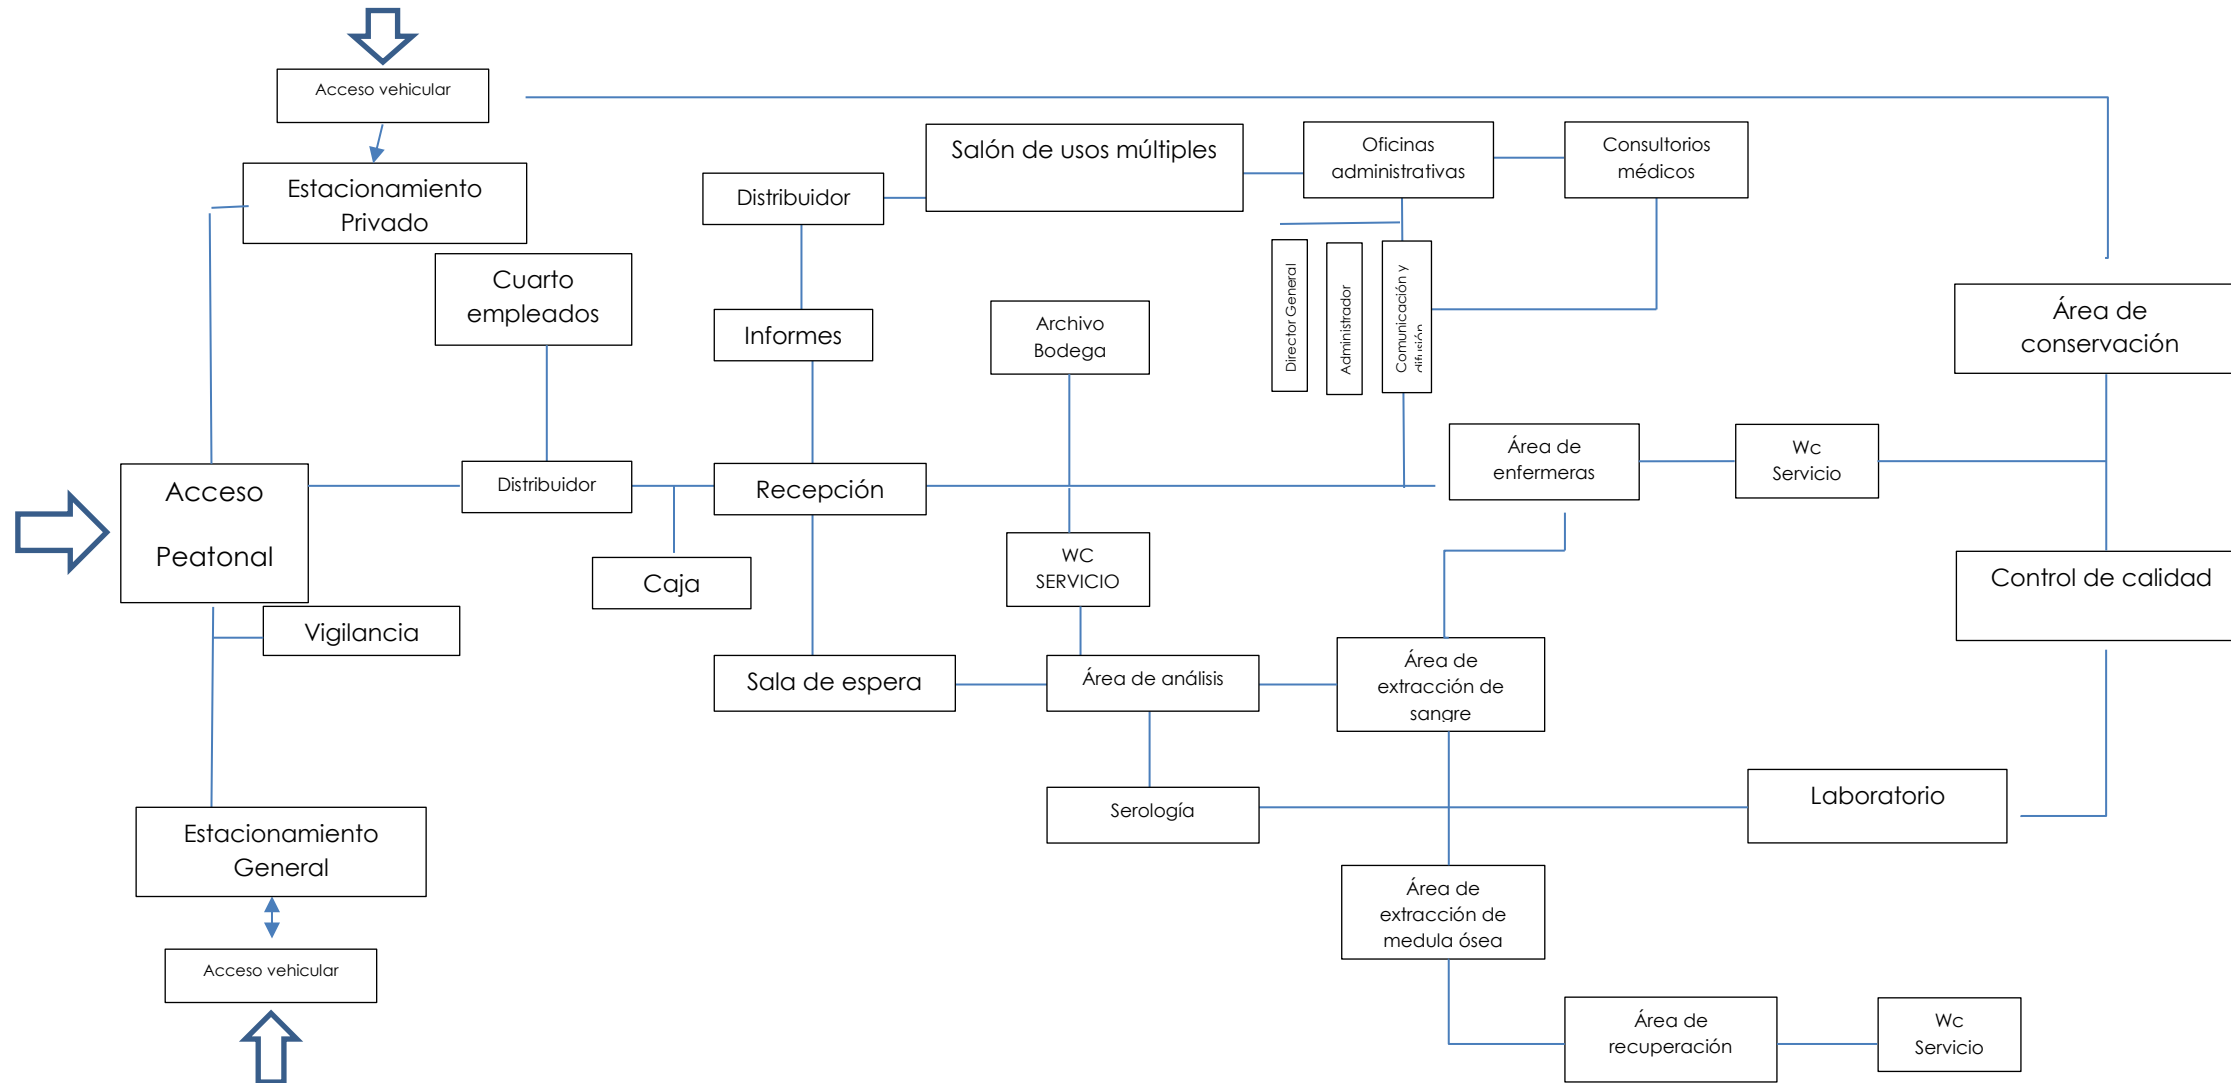 Acceso vehicular
Estacionamiento
Privado
Cuarto
empleados
Distribuidor
Salón de usos múltiples
Oficinas
administrativas
Consultorios
médicos
Informes
Archivo
Bodega
Director General
Administrador
Comunicación y
difusión
Área de
conservación
Acceso
Peatonal
Distribuidor
Recepción
Área de
enfermeras
Wc
Servicio
Caja
WC
SERVICIO
Control de calidad
Vigilancia
Sala de espera
Área de análisis
Área de
extracción de
sangre
Serología
Laboratorio
Estacionamiento
General
Área de
extracción de
medula ósea
Acceso vehicular
Área de
recuperación
Wc
Servicio